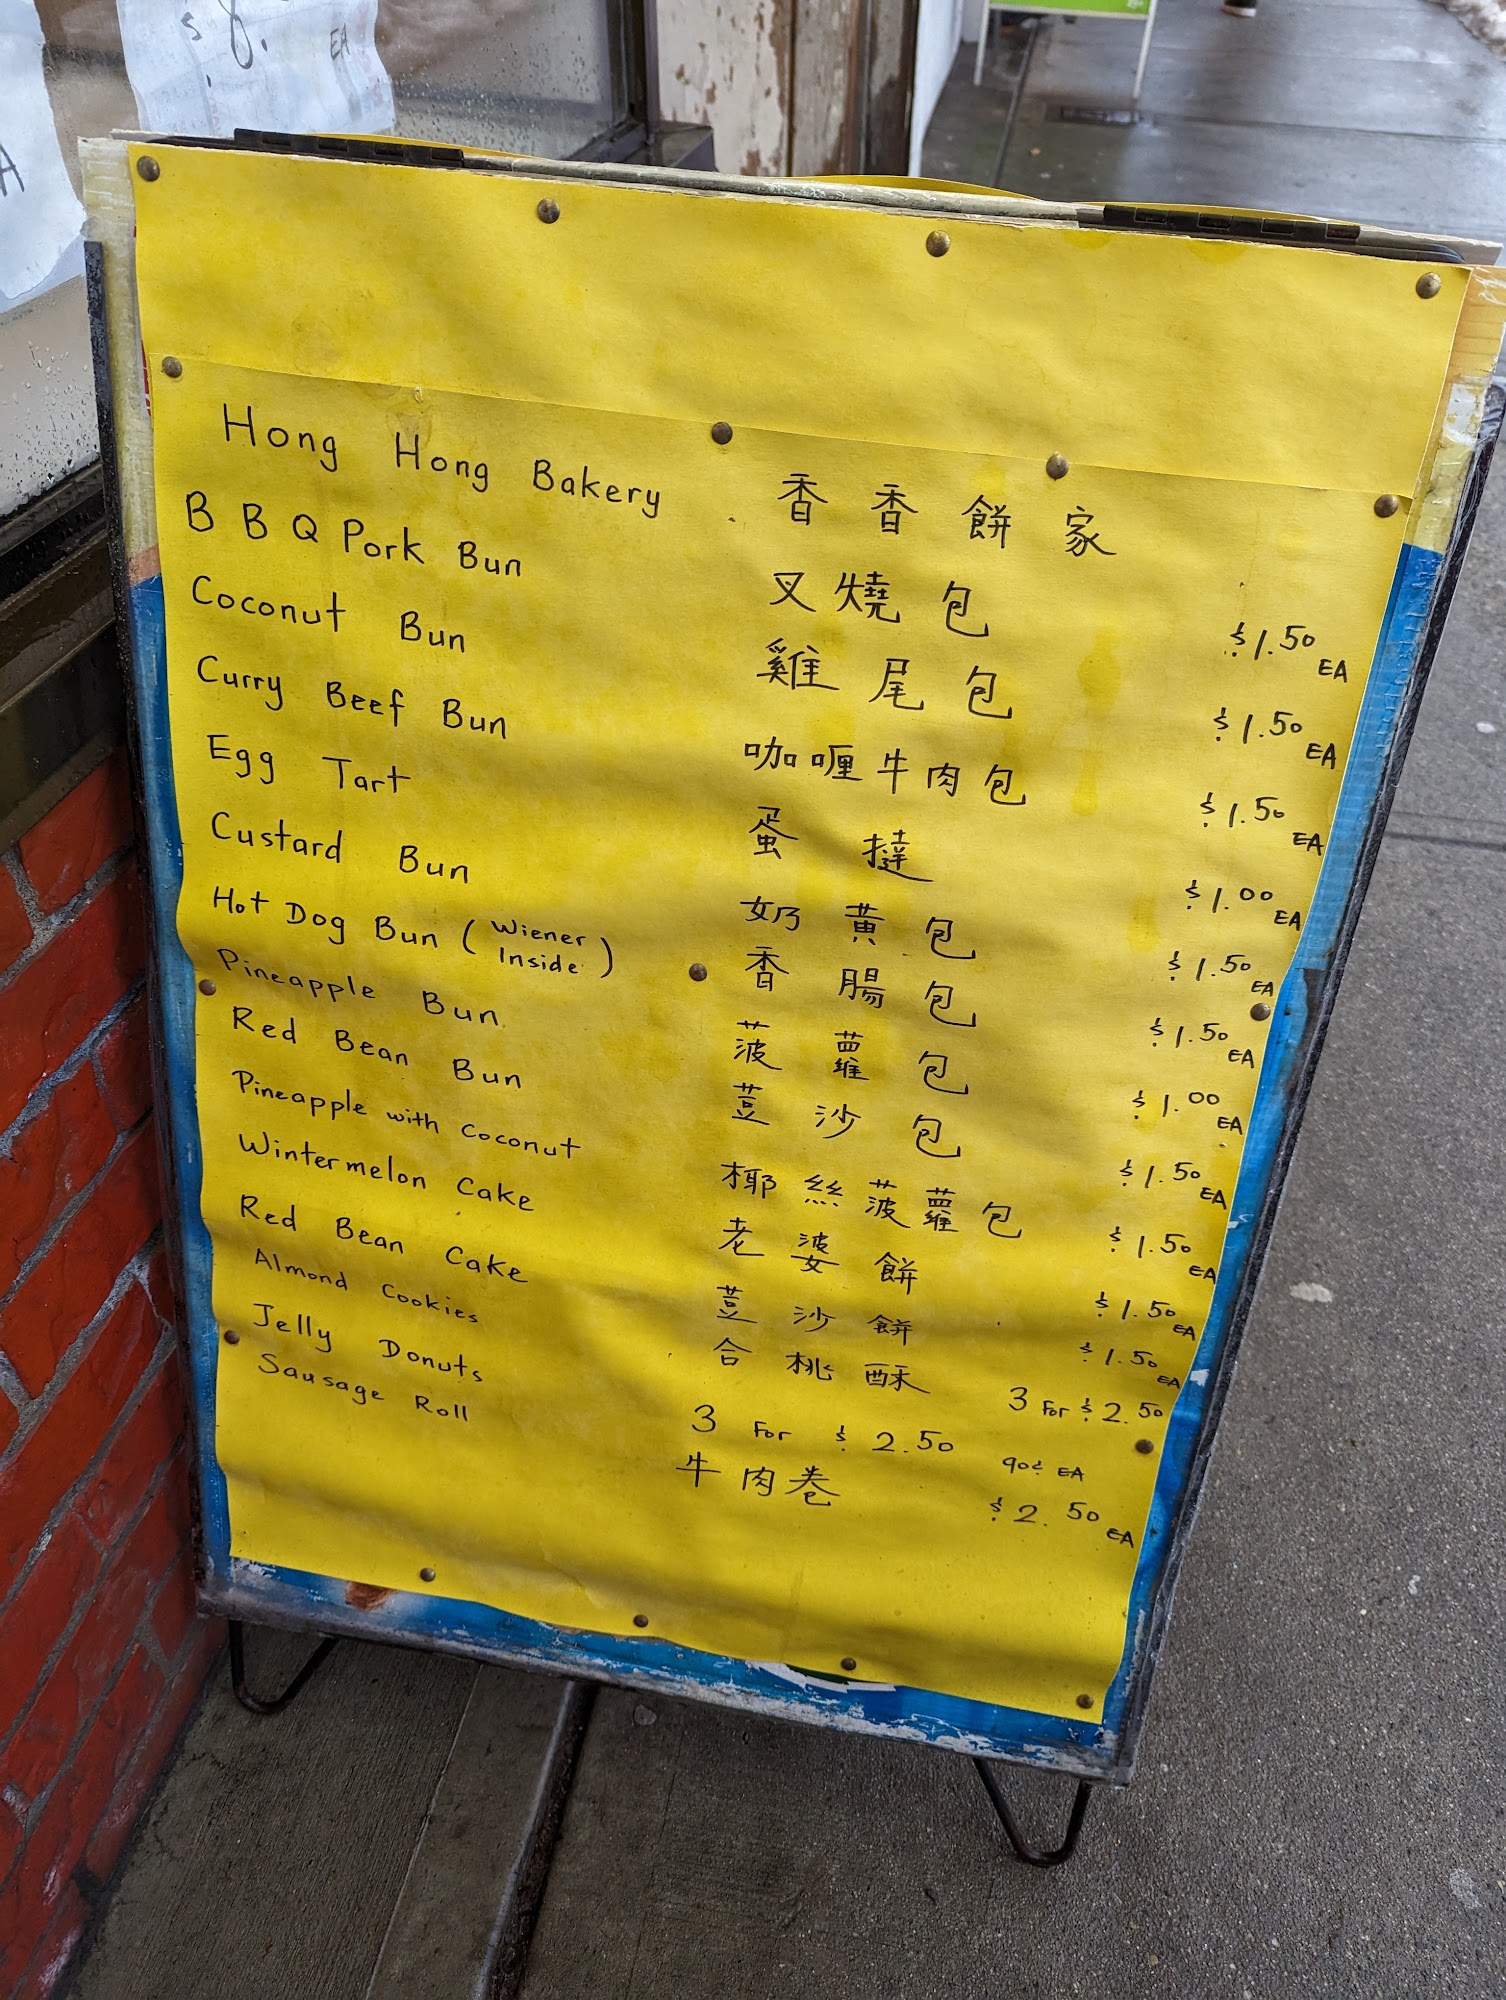 $ 8. EA
A
Hong Hong Bakery 香香餅家
BBQ Pork Bun 叉燒包 $1.50 EA
Coconut Bun 雞尾包 $1.50 EA
Curry Beef Bun 咖喱牛肉包 $1.50 EA
Egg Tart 蛋撻 $1.00 EA
Custard Bun 奶黃包 $1.50 EA
Hot Dog Bun (Wiener Inside) 香腸包 $1.50 EA
Pineapple Bun 菠蘿包 $1.00 EA
Red Bean Bun 荳沙包 $1.50 EA
Pineapple with coconut 椰絲菠蘿包 $1.50 EA
Wintermelon Cake 老婆餅 $1.50 EA
Red Bean Cake 荳沙餅 $1.50 EA
Almond Cookies 合桃酥 3 For $2.50
Jelly Donuts 3 For $2.50 90¢ EA
Sausage Roll 牛肉卷 $2.50 EA